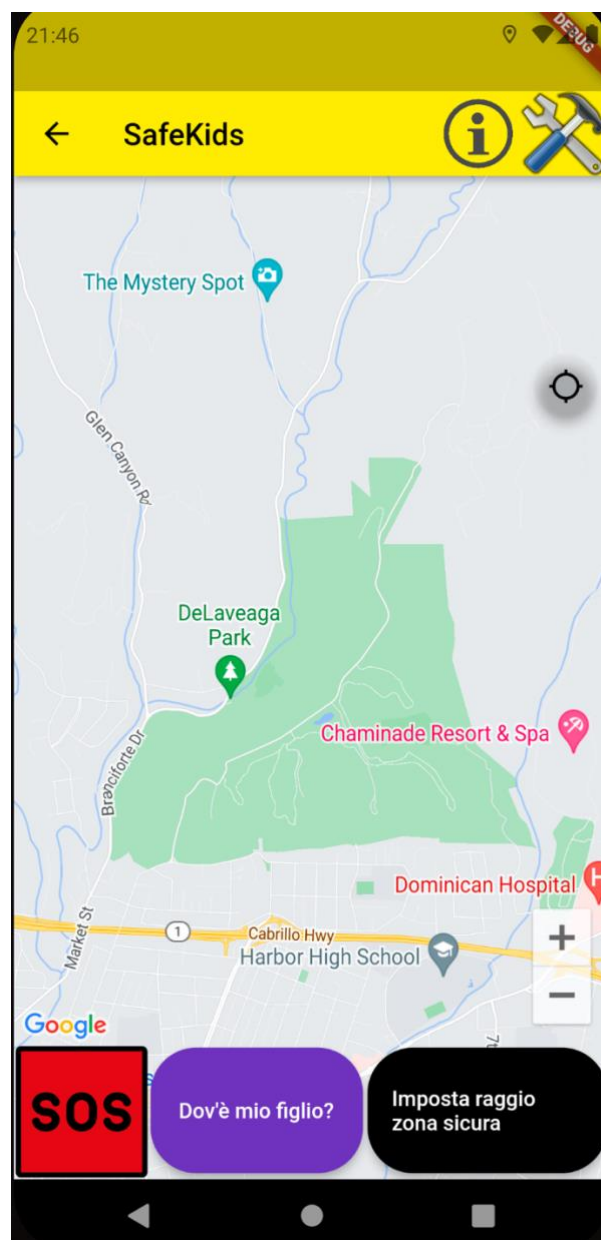 21:46
DEBUG
SafeKids
The Mystery Spot
Glen Canyon Rd
DeLaveaga
Park
Chaminade Resort & Spa
Branciforte Dr
Dominican Hospital
H
Market St
1
Cabrillo Hwy
Harbor High School
+
−
Google
7t
SOS
Dov'è mio figlio?
Imposta raggio
zona sicura